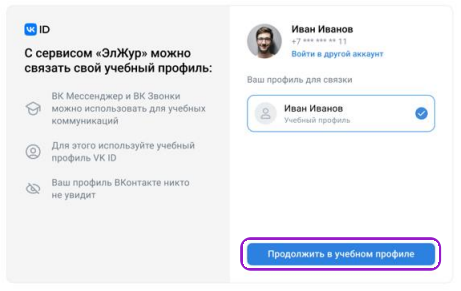 VK ID
С сервисом «ЭлЖур» можно
связать свой учебный профиль:
ВК Мессенджер и ВК Звонки
можно использовать для учебных
коммуникаций
Для этого используйте учебный
профиль VK ID
Ваш профиль ВКонтакте никто
не увидит
Иван Иванов
+7 *** *** ** 11
Войти в другой аккаунт
Ваш профиль для связки
Иван Иванов
Учебный профиль
Продолжить в учебном профиле